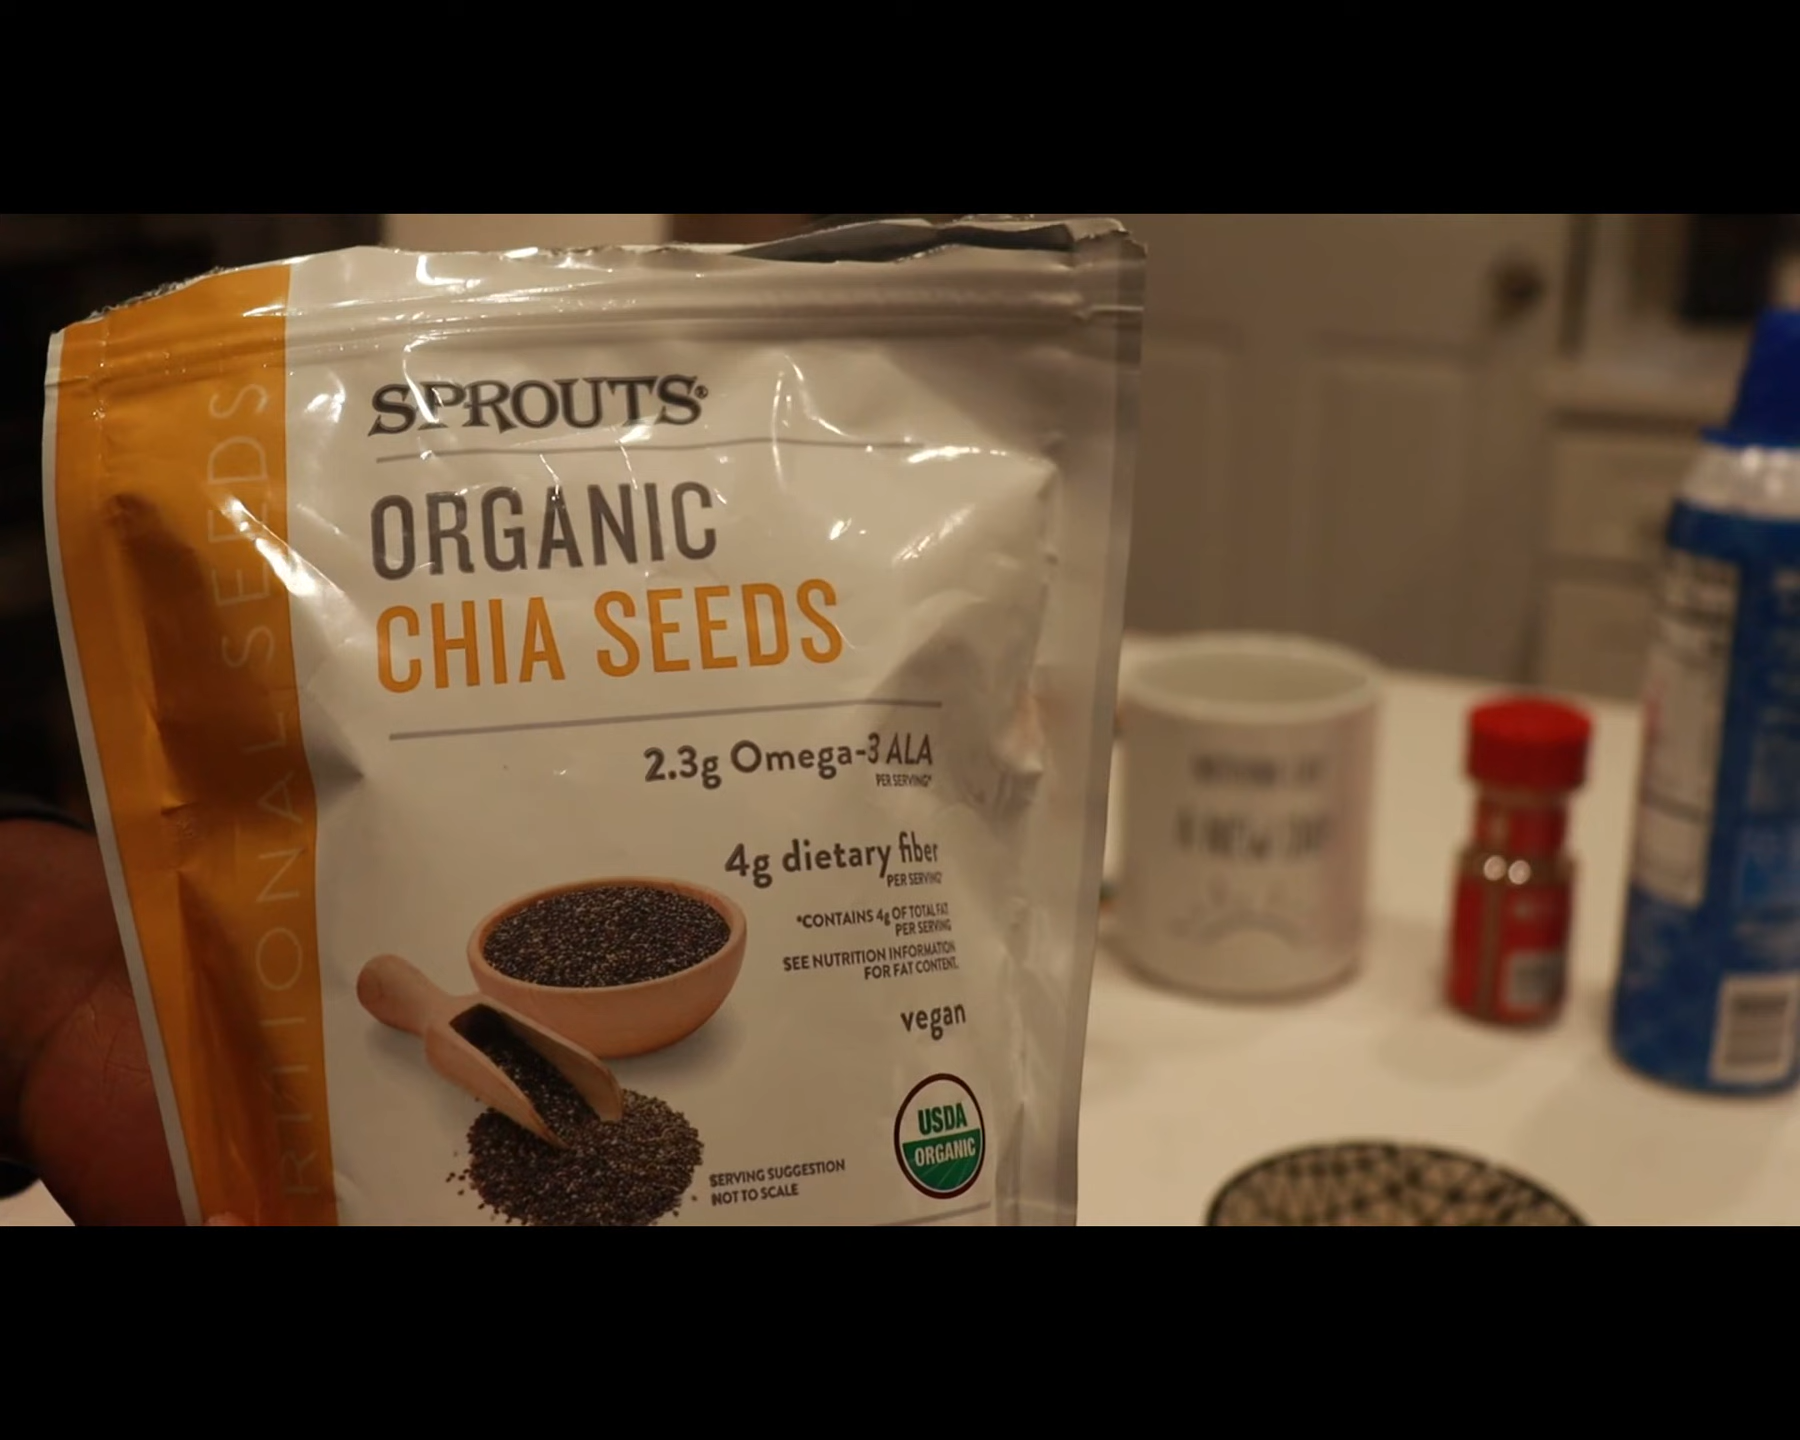 SPROUTS®
ORGANIC
CHIA SEEDS
2.3g Omega-3 ALA
PER SERVING*
4g dietary fiber
PER SERVING*
*CONTAINS 4g OF TOTAL FAT
PER SERVING
SEE NUTRITION INFORMATION
FOR FAT CONTENT.
vegan
USDA
ORGANIC
SERVING SUGGESTION
NOT TO SCALE
SEEDS